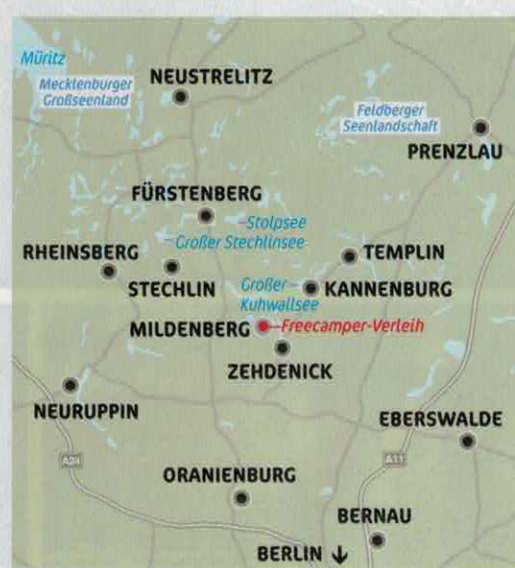 Müritz
NEUSTRELITZ
Mecklenburger
Großseenland
Feldberger
Seenlandschaft
PRENZLAU
FÜRSTENBERG
Stolpsee
Großer Stechlinsee
RHEINSBERG
TEMPLIN
STECHLIN
Großer
Kuhwallsee
KANNENBURG
MILDENBERG
Freecamper-Verleih
ZEHDENICK
NEURUPPIN
EBERSWALDE
A24
A11
ORANIENBURG
BERNAU
BERLIN ↓